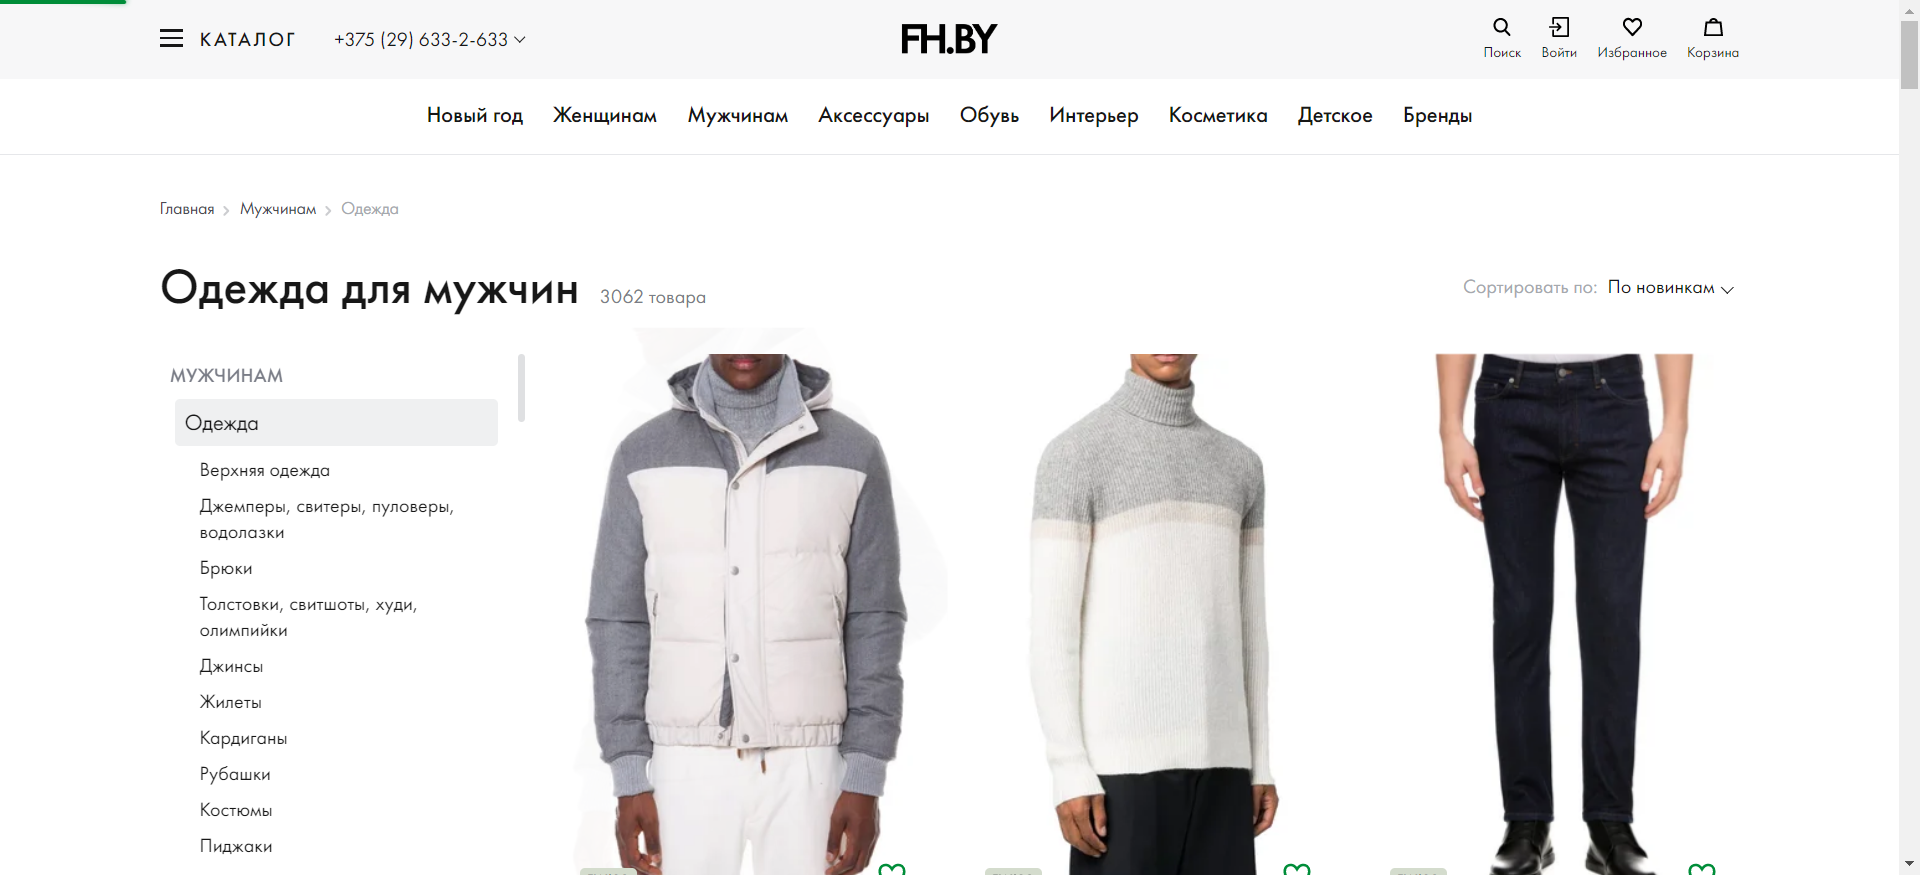 КАТАЛОГ
+375 (29) 633-2-633
FH.BY
Поиск
Войти
Избранное
Корзина
Новый год
Женщинам
Мужчинам
Аксессуары
Обувь
Интерьер
Косметика
Детское
Бренды
Главная
Мужчинам
Одежда
Одежда для мужчин
3062 товара
Сортировать по: По новинкам
МУЖЧИНАМ
Одежда
Верхняя одежда
Джемперы, свитеры, пуловеры,
водолазки
Брюки
Толстовки, свитшоты, худи,
олимпийки
Джинсы
Жилеты
Кардиганы
Рубашки
Костюмы
Пиджаки